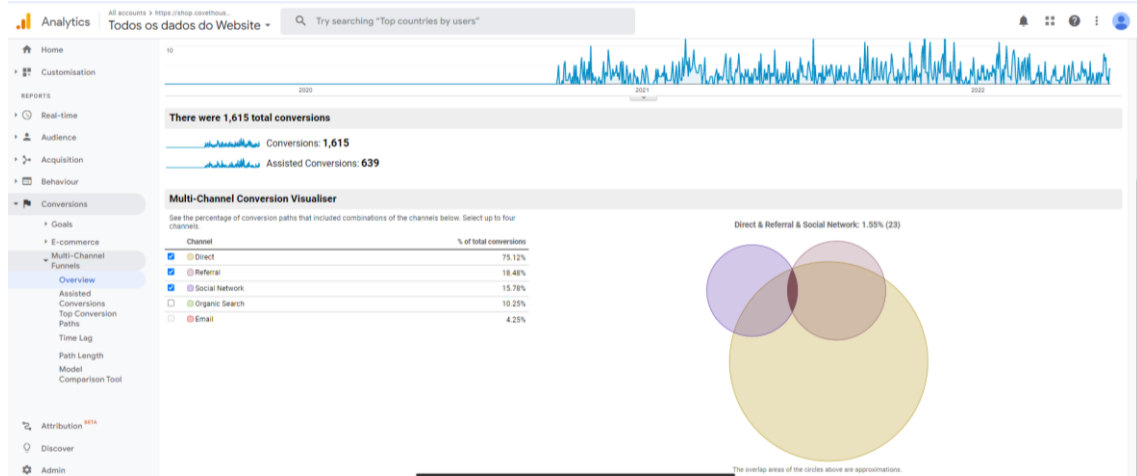 Analytics
All accounts > https://shop.covethous...
Todos os dados do Website
Try searching "Top countries by users"
Home
Customisation
REPORTS
Real-time
Audience
Acquisition
Behaviour
Conversions
Goals
E-commerce
Multi-Channel
Funnels
Overview
Assisted
Conversions
Top Conversion
Paths
Time Lag
Path Length
Model
Comparison Tool
Attribution BETA
Discover
Admin
10
2020
2021
2022
There were 1,615 total conversions
Conversions: 1,615
Assisted Conversions: 639
Multi-Channel Conversion Visualiser
See the percentage of conversion paths that included combinations of the channels below. Select up to four
channels.
Channel % of total conversions
Direct 75.12%
Referral 18.48%
Social Network 15.78%
Organic Search 10.25%
Email 4.25%
Direct & Referral & Social Network: 1.55% (23)
The overlap areas of the circles above are approximations.